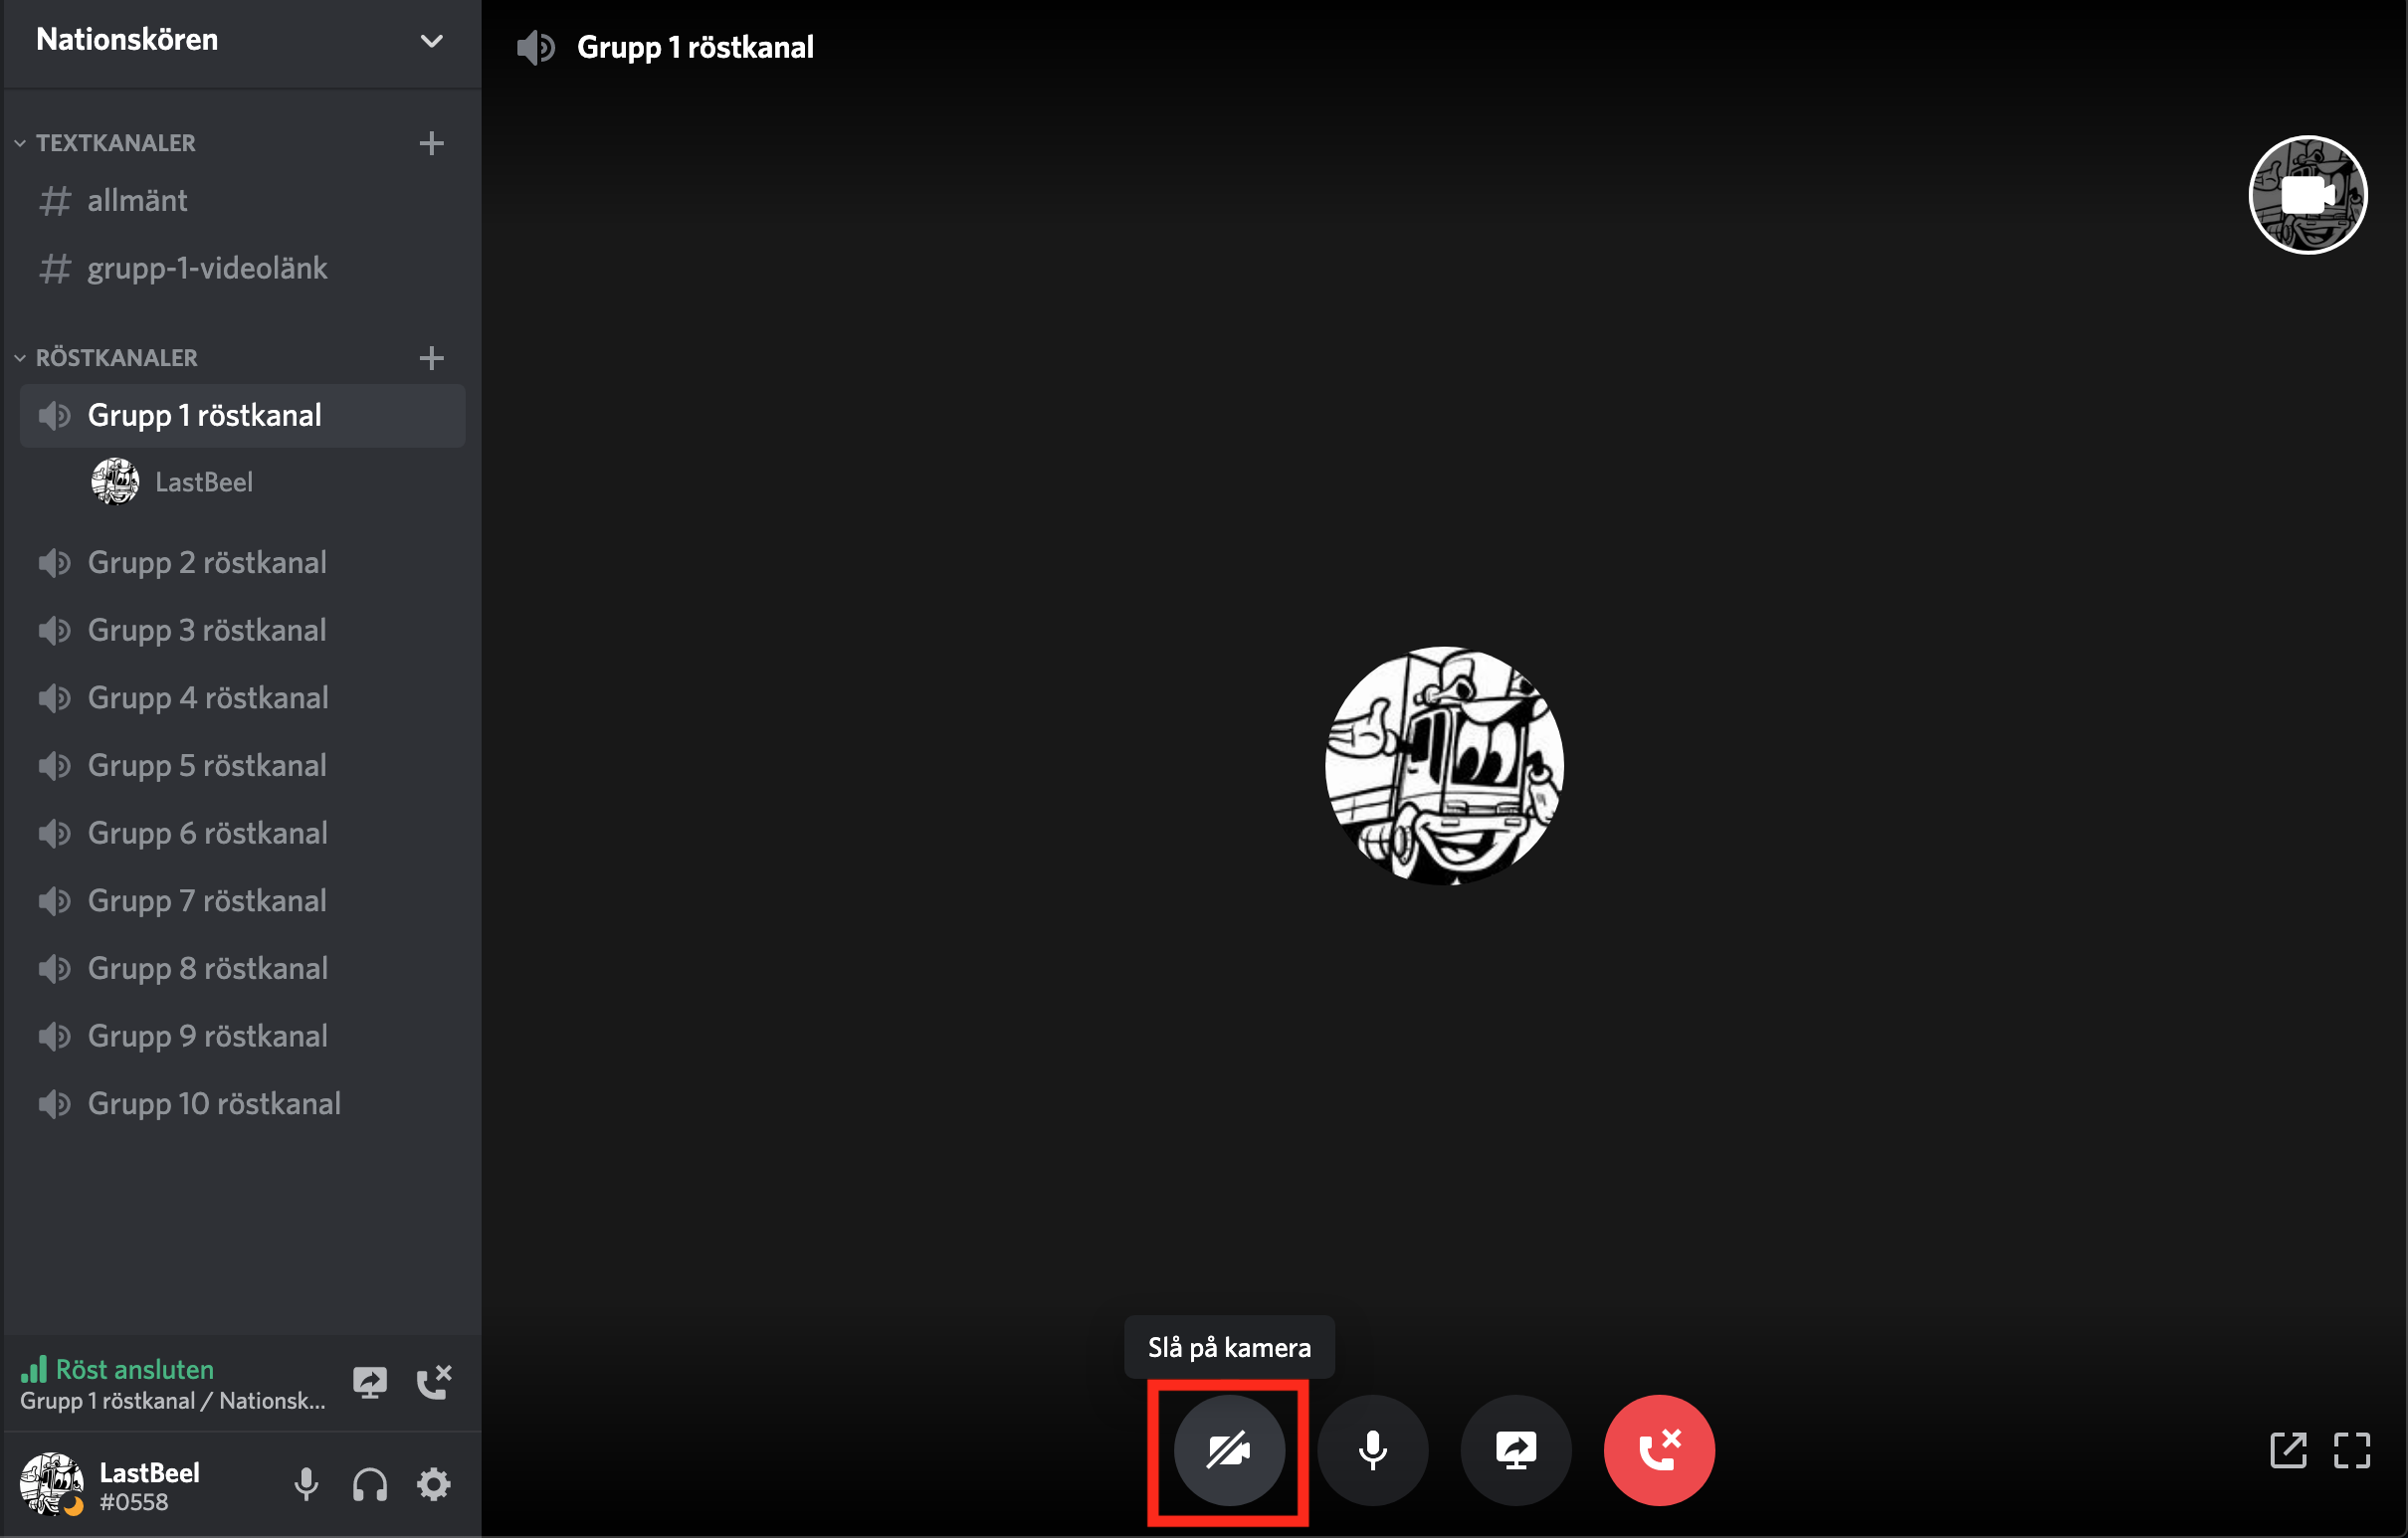 Nationskören
TEXTKANALER
allmänt
grupp-1-videolänk
RÖSTKANALER
Grupp 1 röstkanal
LastBeel
Grupp 2 röstkanal
Grupp 3 röstkanal
Grupp 4 röstkanal
Grupp 5 röstkanal
Grupp 6 röstkanal
Grupp 7 röstkanal
Grupp 8 röstkanal
Grupp 9 röstkanal
Grupp 10 röstkanal
Röst ansluten
Grupp 1 röstkanal / Nationsk...
LastBeel
#0558
Grupp 1 röstkanal
Slå på kamera